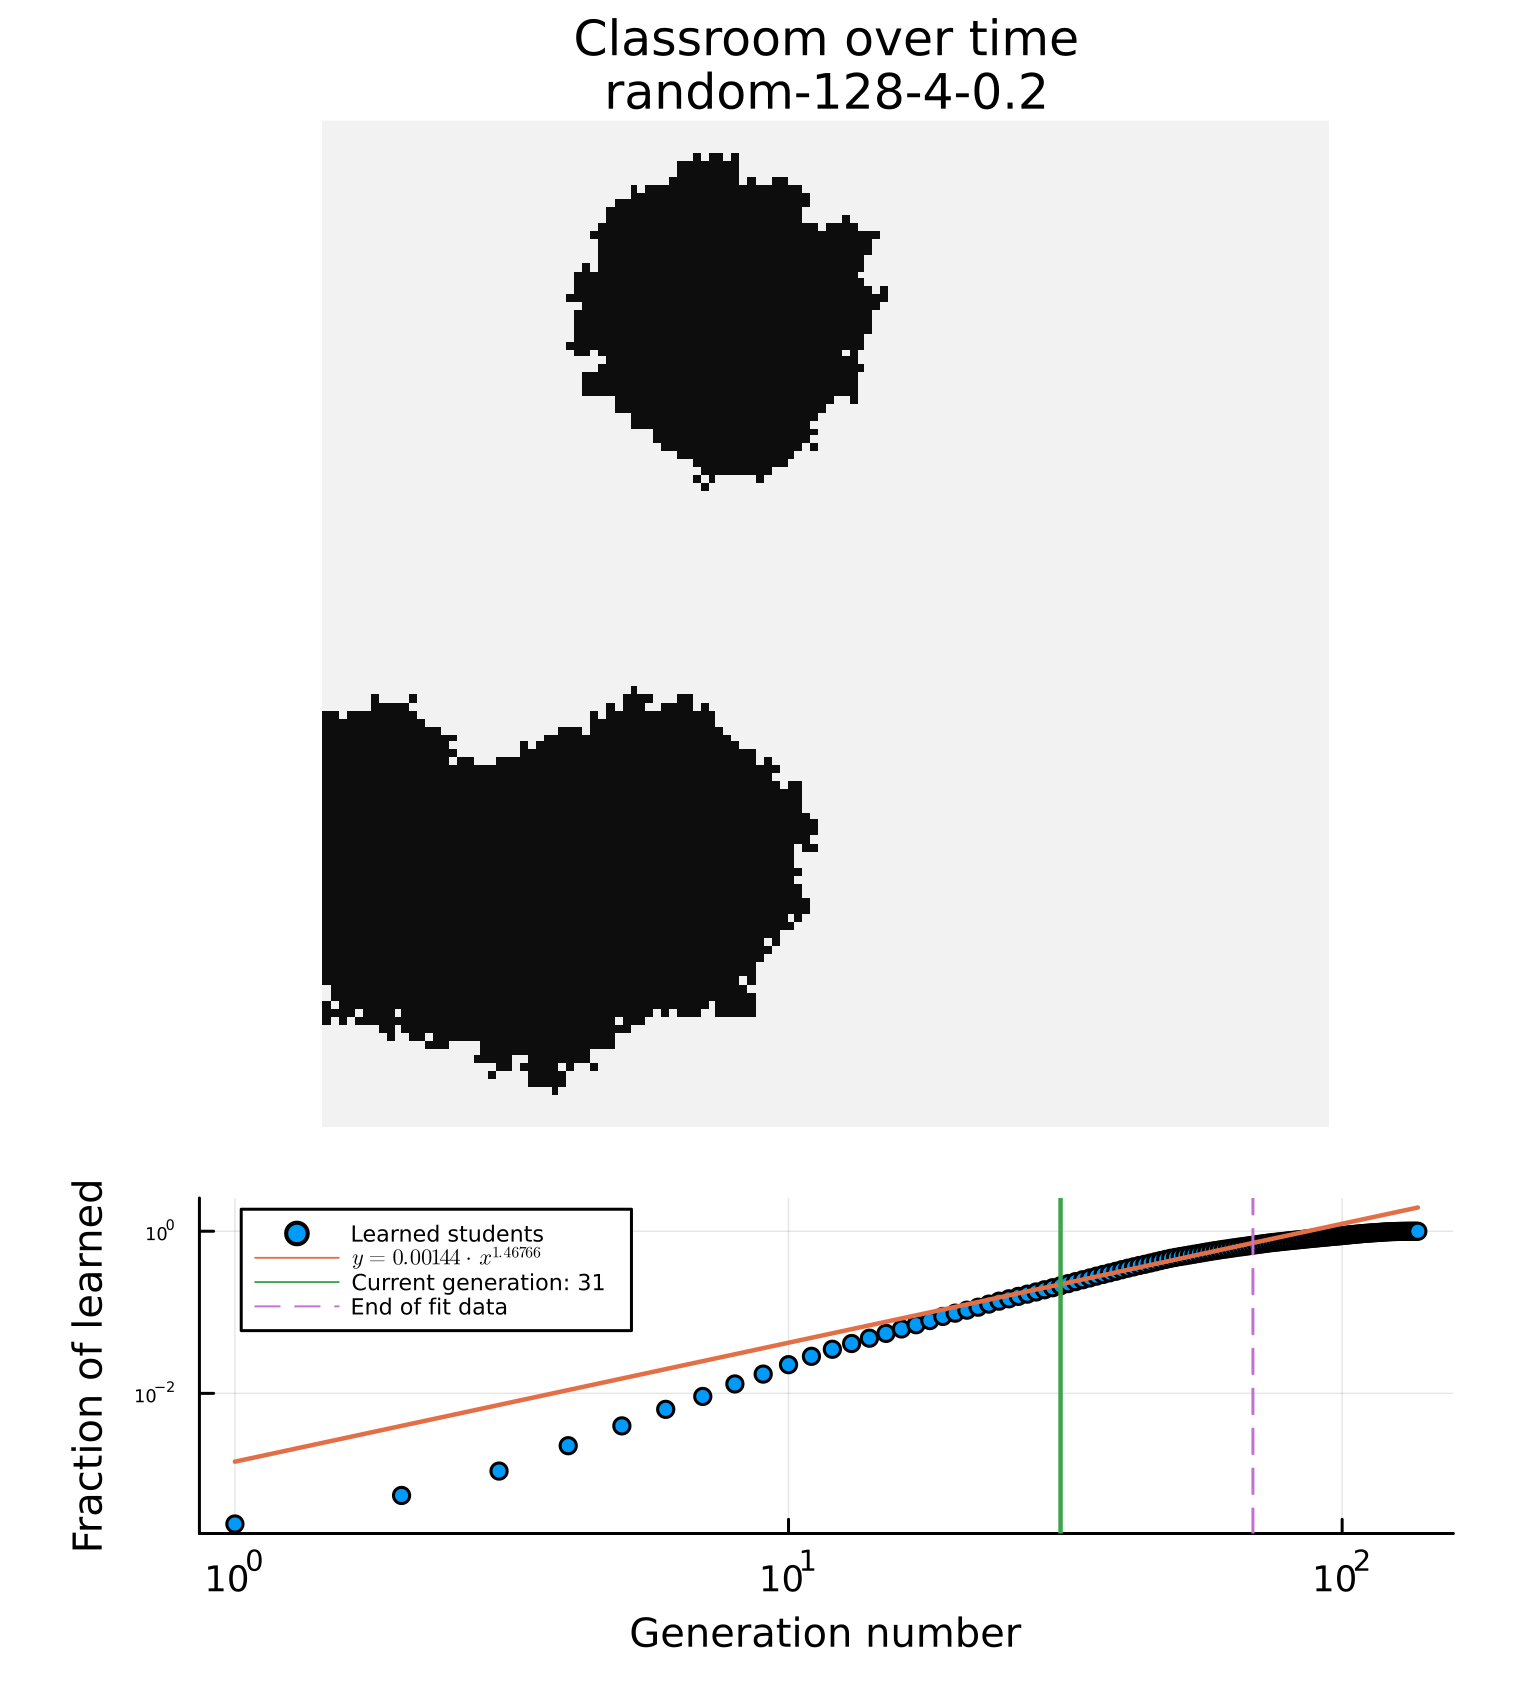 Classroom over time
random-128-4-0.2
Fraction of learned
10^0
10^−2
Learned students
y = 0.00144 · x^1.46766
Current generation: 31
End of fit data
10^0 10^1 10^2
Generation number